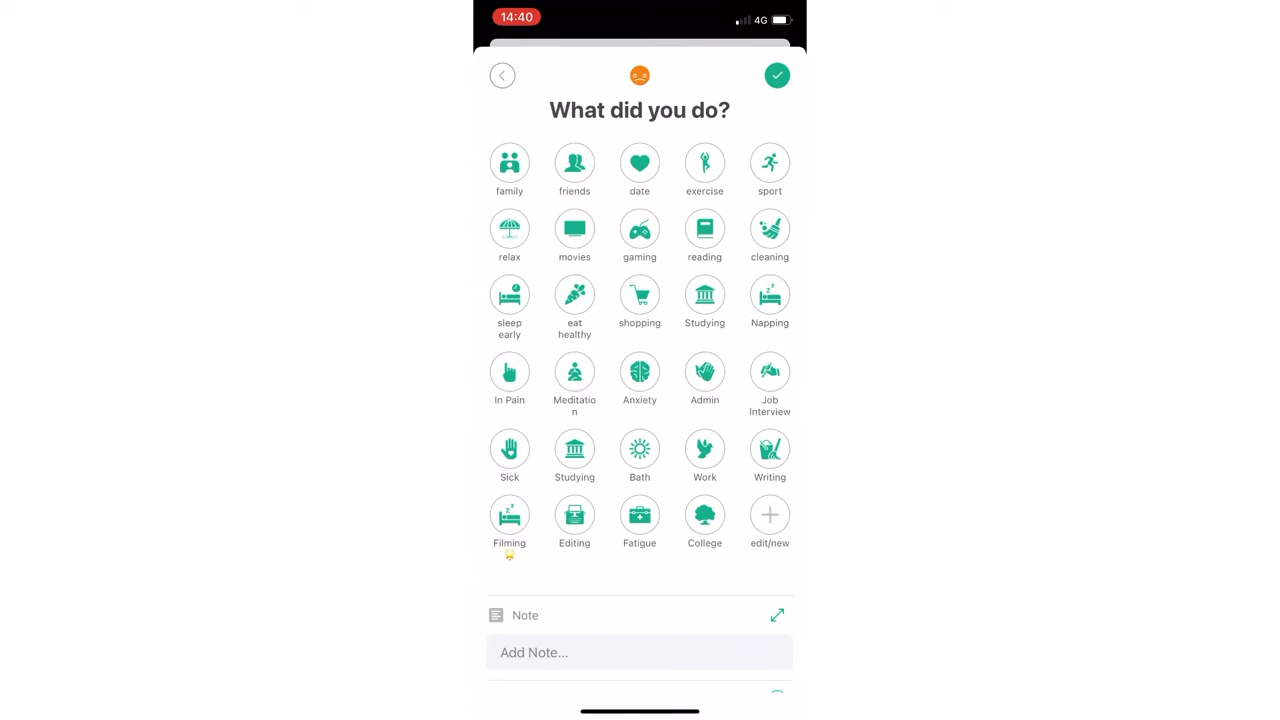 14:40
4G
What did you do?
family friends date exercise sport
relax movies gaming reading cleaning
sleep early eat healthy shopping Studying Napping
In Pain Meditatio n Anxiety Admin Job Interview
Sick Studying Bath Work Writing
Filming Editing Fatigue College edit/new
Note
Add Note...